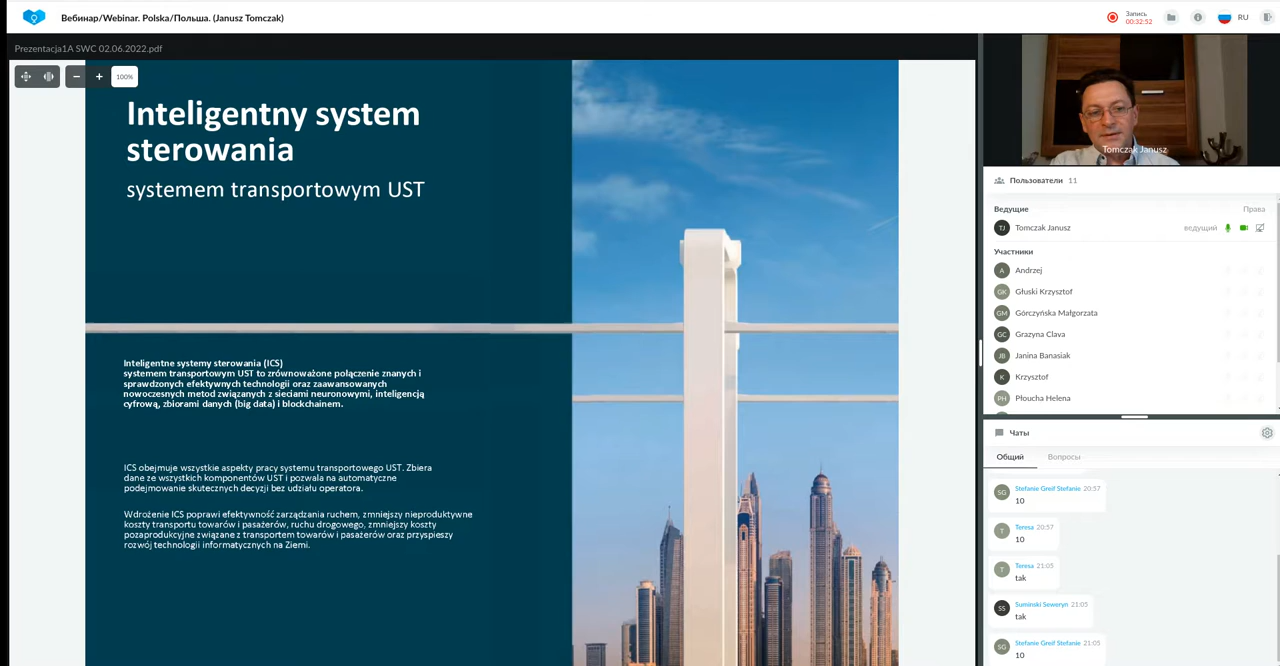 Вебинар/Webinar. Polska/Польша. (Janusz Tomczak)
Запись
00:32:52
RU
Prezentacja1A SWC 02.06.2022.pdf
100%
Inteligentny system
sterowania
systemem transportowym UST
Inteligentne systemy sterowania (ICS)
systemem transportowym UST to zrównoważone połączenie znanych i
sprawdzonych efektywnych technologii oraz zaawansowanych
nowoczesnych metod związanych z sieciami neuronowymi, inteligencją
cyfrową, zbiorami danych (big data) i blockchainem.
ICS obejmuje wszystkie aspekty pracy systemu transportowego UST. Zbiera
dane ze wszystkich komponentów UST i pozwala na automatyczne
podejmowanie skutecznych decyzji bez udziału operatora.
Wdrożenie ICS poprawi efektywność zarządzania ruchem, zmniejszy nieproduktywne
koszty transportu towarów i pasażerów, ruchu drogowego, zmniejszy koszty
pozaprodukcyjne związane z transportem towarów i pasażerów oraz przyspieszy
rozwój technologii informatycznych na Ziemi.
Tomczak Janusz
Пользователи 11
Ведущие Права
TJ Tomczak Janusz ведущий
Участники
A Andrzej
GK Głuski Krzysztof
GM Górczyńska Małgorzata
GC Grazyna Clava
JB Janina Banasiak
K Krzysztof
PH Płoucha Helena
Чаты
Общий Вопросы
SG Stefanie Greif Stefanie 20:57
10
T Teresa 20:57
10
T Teresa 21:05
tak
SS Suminski Seweryn 21:05
tak
SG Stefanie Greif Stefanie 21:05
10